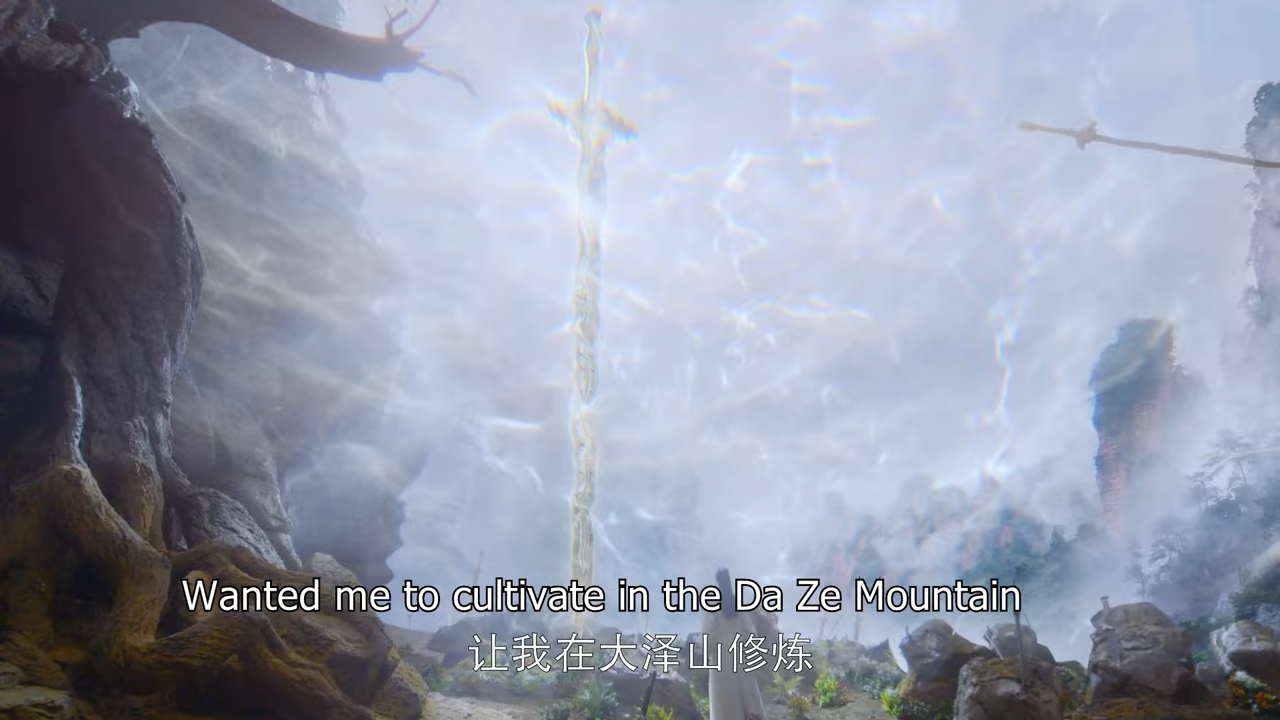 Wanted me to cultivate in the Da Ze Mountain
让我在大泽山修炼